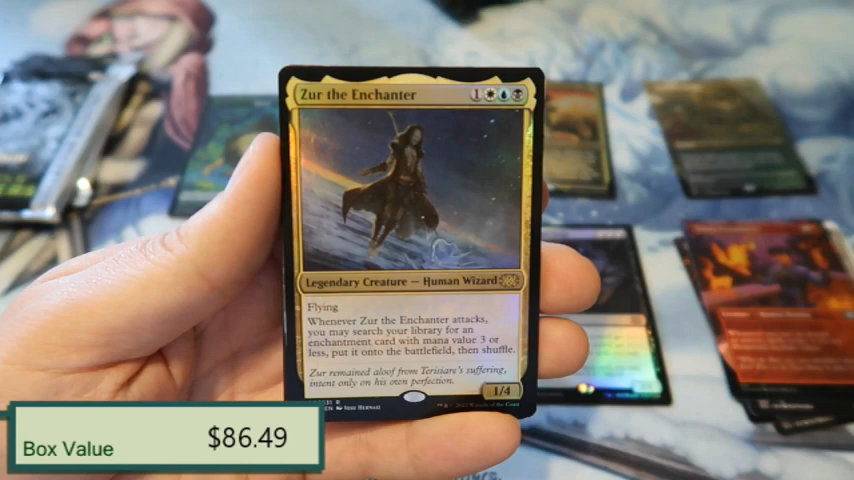 Zur the Enchanter 1
Legendary Creature — Human Wizard
Flying
Whenever Zur the Enchanter attacks,
you may search your library for an
enchantment card with mana value 3 or
less, put it onto the battlefield, then shuffle.
Zur remained aloof from Terisiare's suffering,
intent only on his own perfection.
1/4
Box Value $86.49